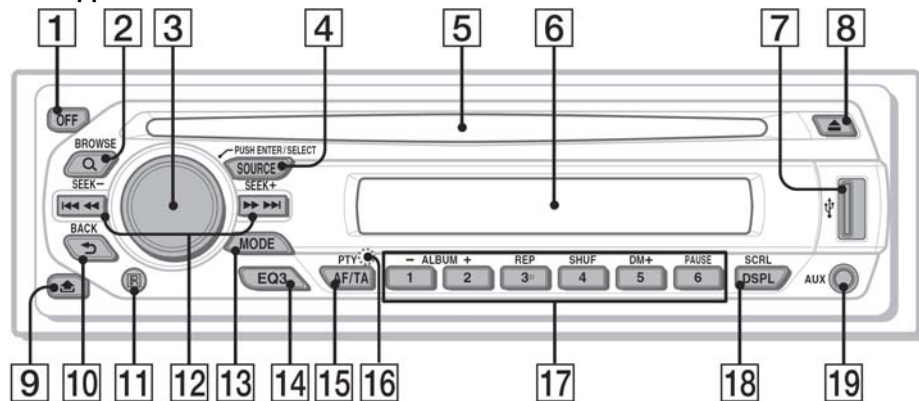 1 2 3 4 5 6 7 8
OFF
BROWSE
PUSH ENTER/SELECT
SOURCE
SEEK− SEEK+
BACK
MODE
PTY − ALBUM + REP SHUF DM+ PAUSE SCRL
EQ3 AF/TA 1 2 3 4 5 6 DSPL AUX
R
9 10 11 12 13 14 15 16 17 18 19